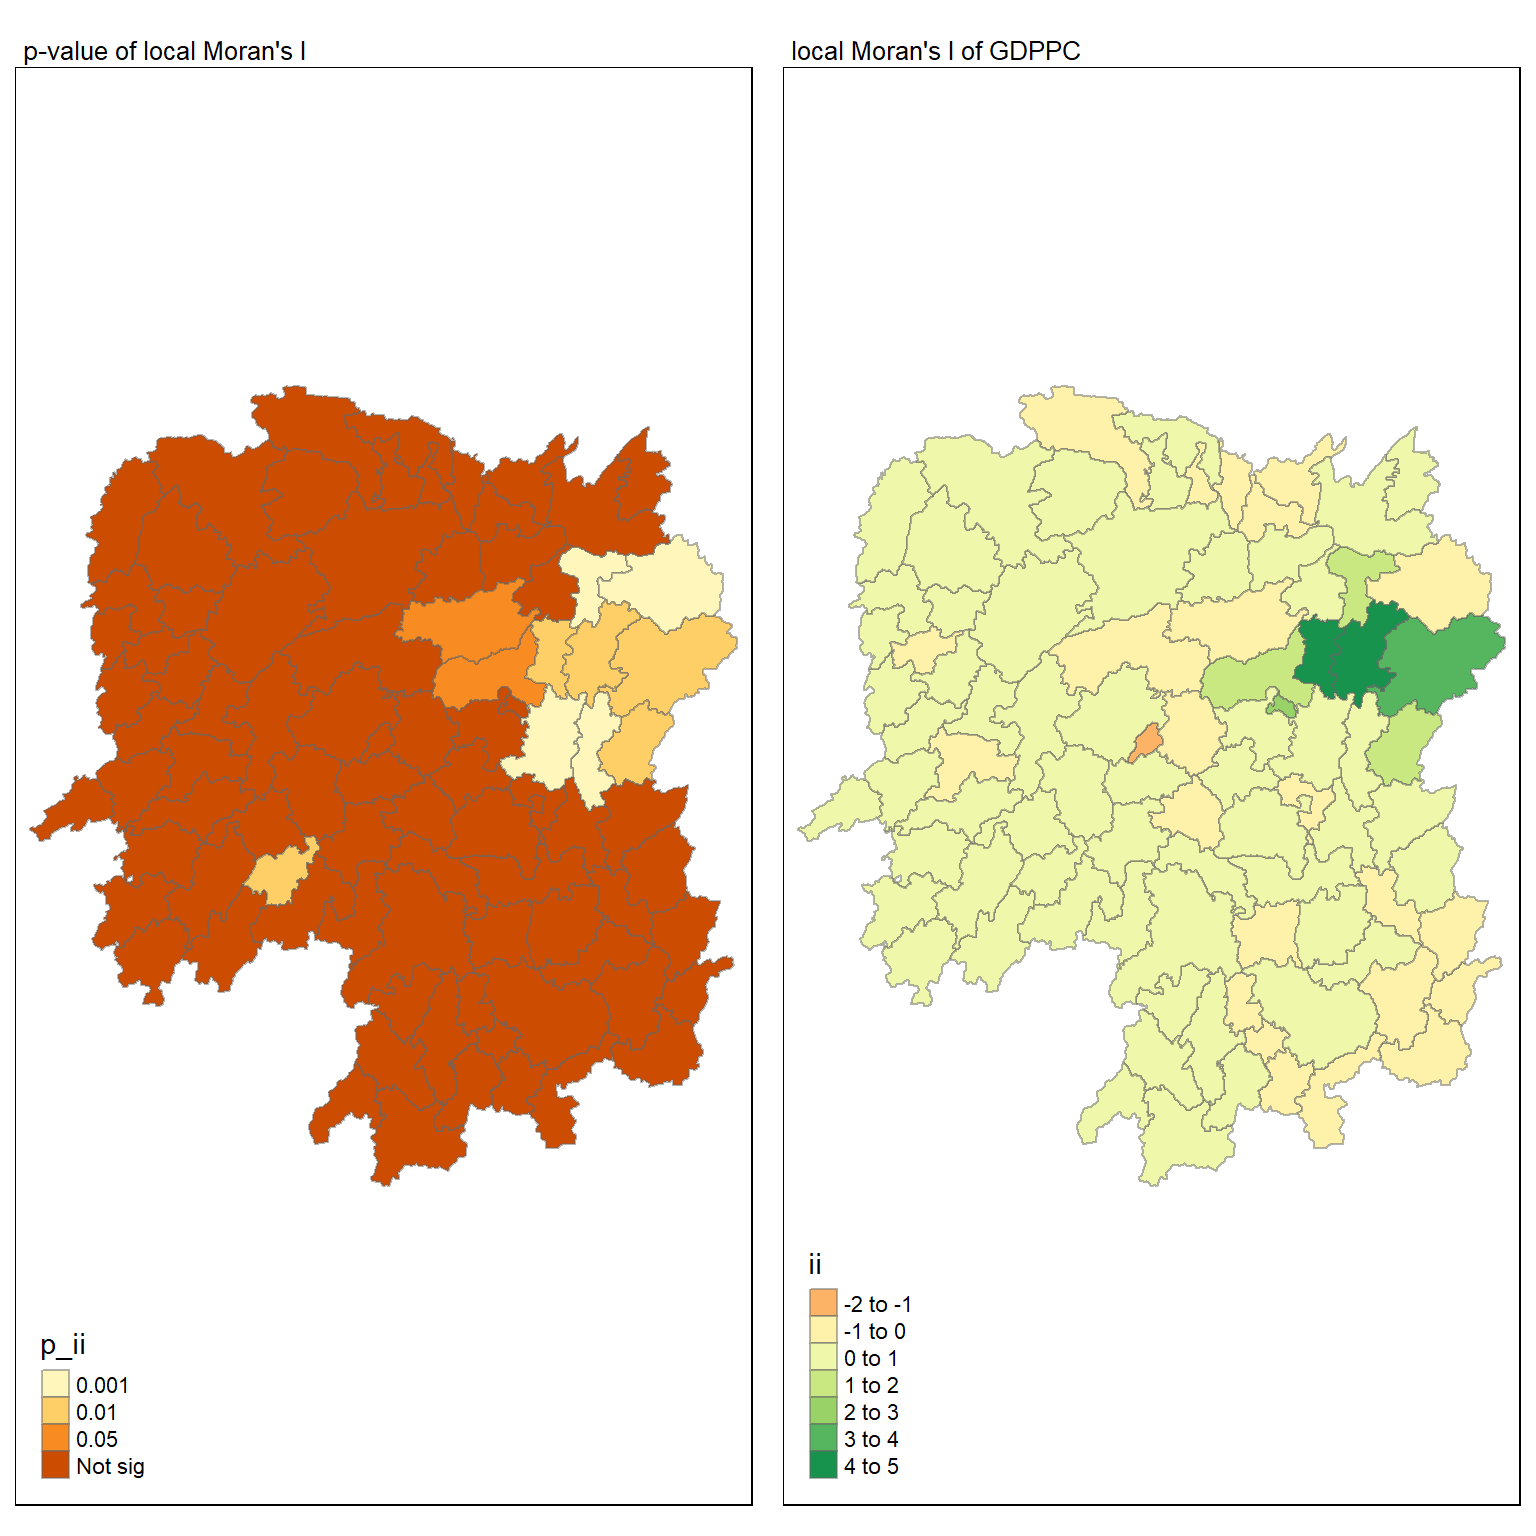 p-value of local Moran's I
p_ii
0.001
0.01
0.05
Not sig
local Moran's I of GDPPC
ii
-2 to -1
-1 to 0
0 to 1
1 to 2
2 to 3
3 to 4
4 to 5